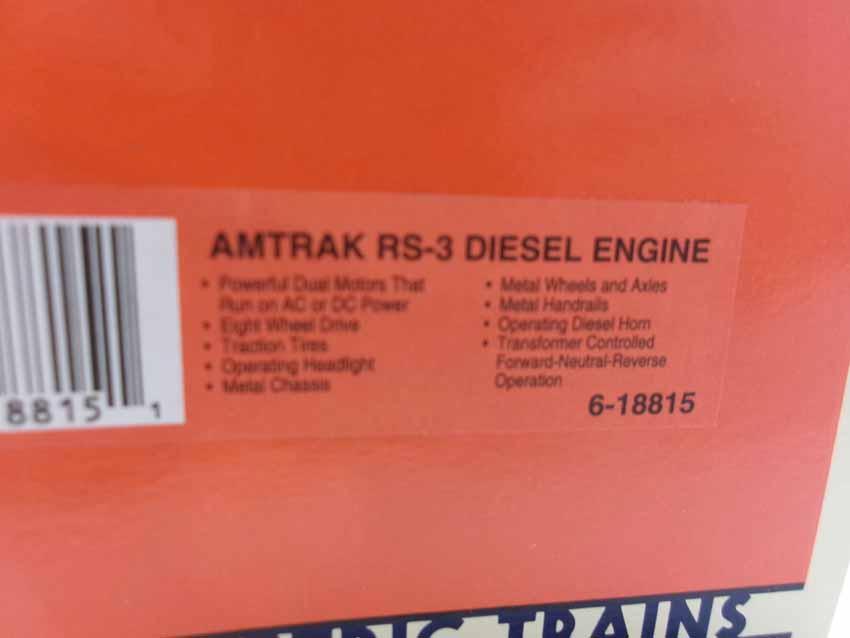 AMTRAK RS-3 DIESEL ENGINE
• Powerful Dual Motors That
Run on AC or DC Power
• Eight Wheel Drive
• Traction Tires
• Operating Headlight
• Metal Chassis
• Metal Wheels and Axles
• Metal Handrails
• Operating Diesel Horn
• Transformer Controlled
Forward-Neutral-Reverse
Operation
6-18815
8815 1
TRAINS